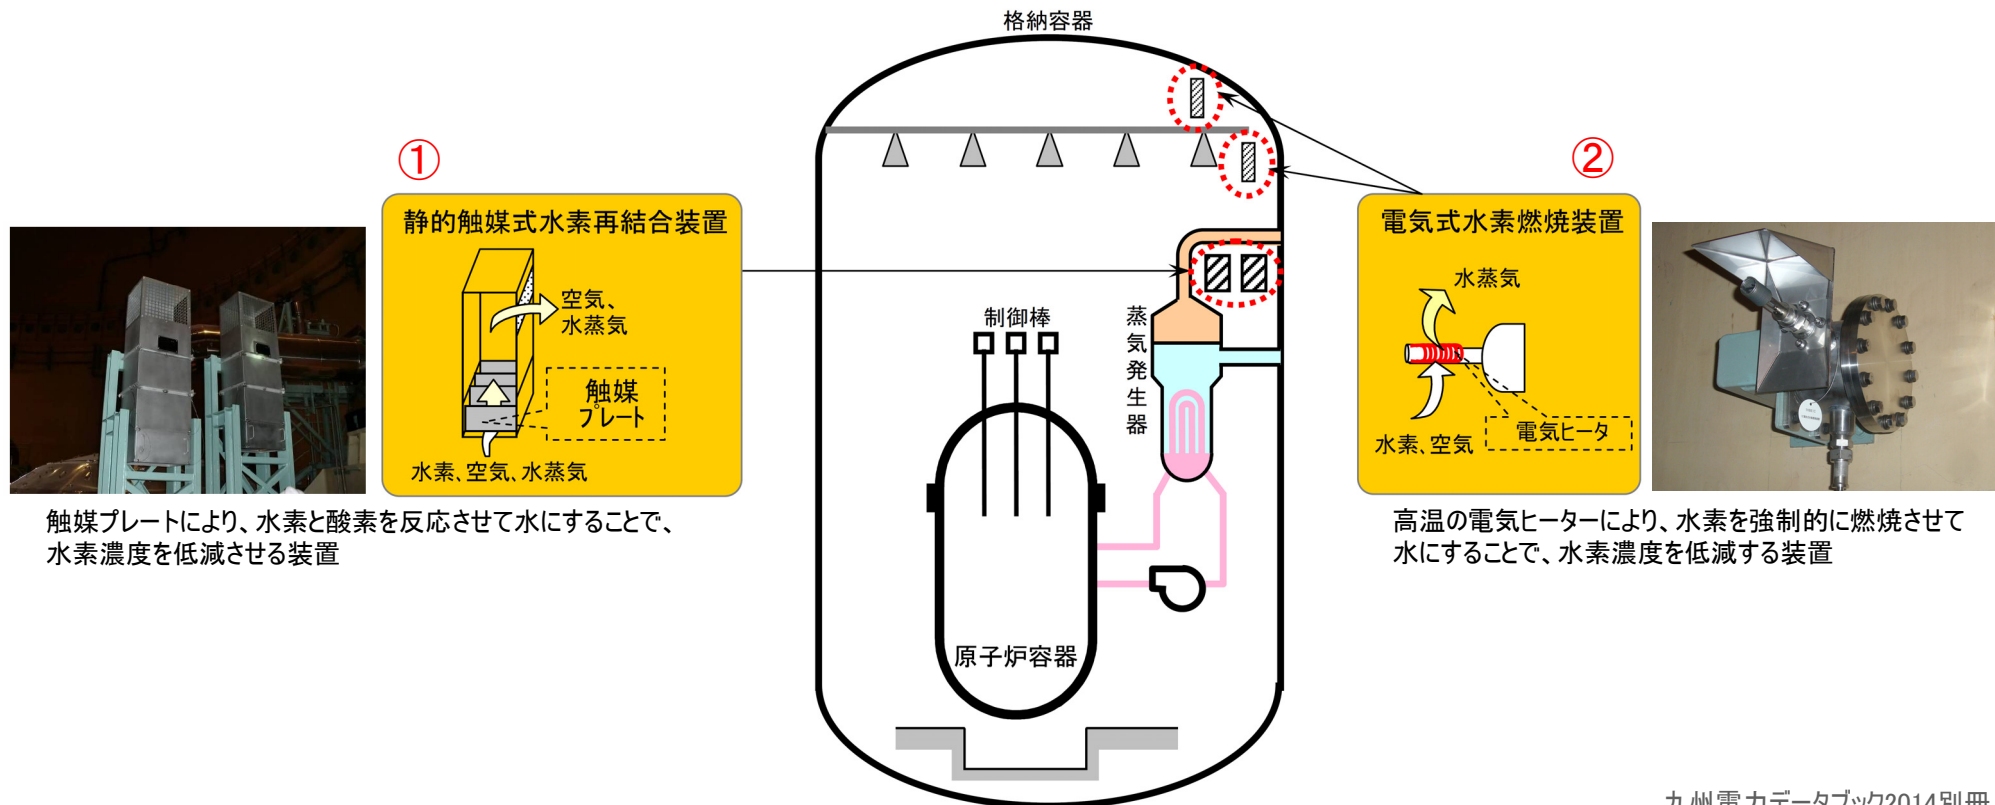 格納容器
①
②
静的触媒式水素再結合装置
空気、
水蒸気
触媒
プレート
水素、空気、水蒸気
触媒プレートにより、水素と酸素を反応させて水にすることで、
水素濃度を低減させる装置
制御棒
蒸気発生器
原子炉容器
電気式水素燃焼装置
水蒸気
水素、空気
電気ヒータ
高温の電気ヒーターにより、水素を強制的に燃焼させて
水にすることで、水素濃度を低減する装置
九州電力データブック2014別冊